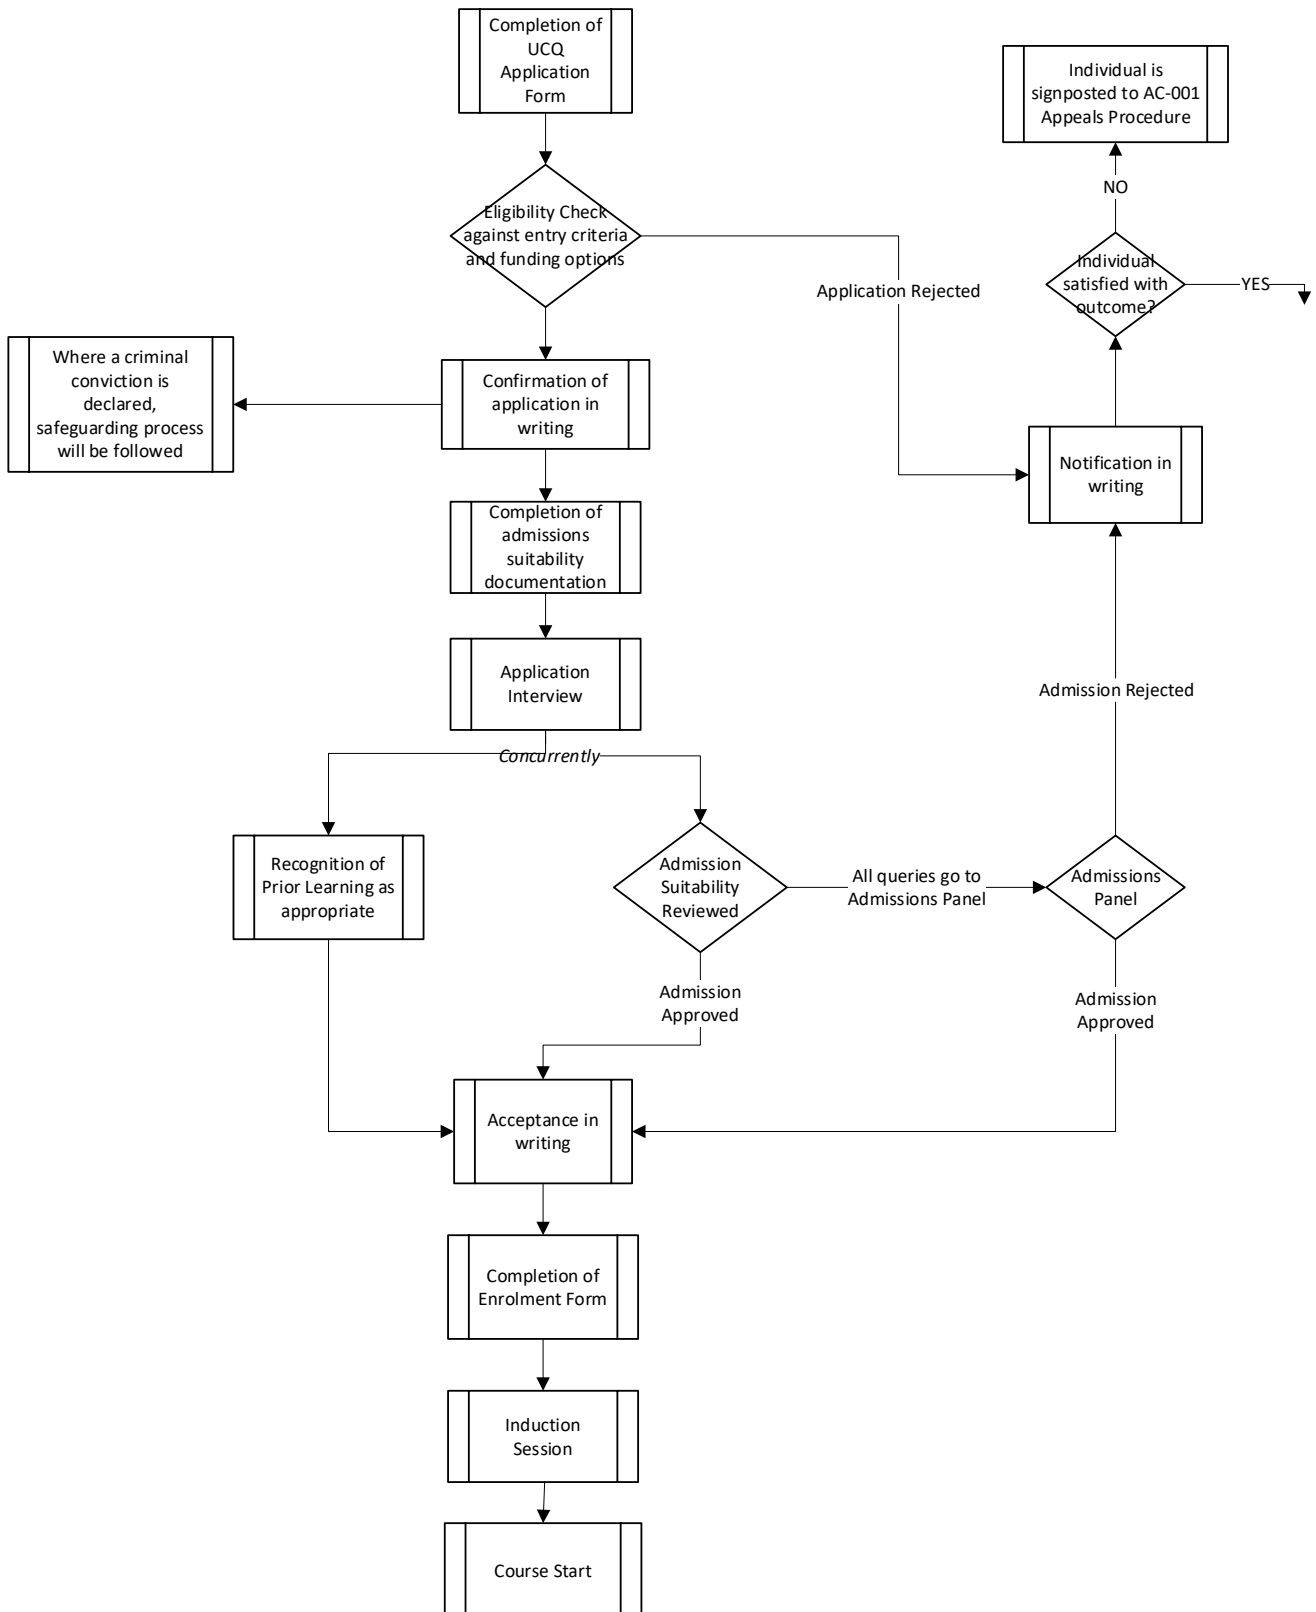 Completion of
UCQ
Application
Form
Individual is
signposted to AC-001
Appeals Procedure
NO
Eligibility Check
against entry criteria
and funding options
Individual
satisfied with
outcome?
YES
Application Rejected
Where a criminal
conviction is
declared,
safeguarding process
will be followed
Confirmation of
application in
writing
Notification in
writing
Completion of
admissions
suitability
documentation
Application
Interview
Admission Rejected
Concurrently
Recognition of
Prior Learning as
appropriate
Admission
Suitability
Reviewed
All queries go to
Admissions Panel
Admissions
Panel
Admission
Approved
Admission
Approved
Acceptance in
writing
Completion of
Enrolment Form
Induction
Session
Course Start